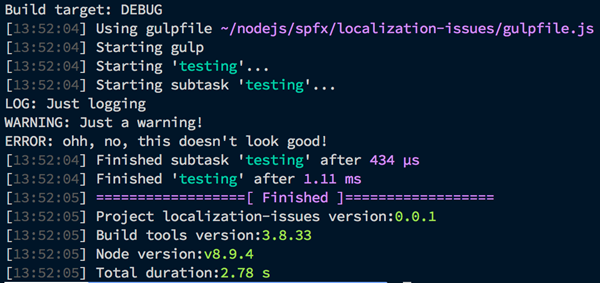 Build target: DEBUG
[13:52:04] Using gulpfile ~/nodejs/spfx/localization-issues/gulpfile.js
[13:52:04] Starting gulp
[13:52:04] Starting 'testing'...
[13:52:04] Starting subtask 'testing'...
LOG: Just logging
WARNING: Just a warning!
ERROR: ohh, no, this doesn't look good!
[13:52:04] Finished subtask 'testing' after 434 μs
[13:52:04] Finished 'testing' after 1.11 ms
[13:52:05] ==================[ Finished ]==================
[13:52:05] Project localization-issues version:0.0.1
[13:52:05] Build tools version:3.8.33
[13:52:05] Node version:v8.9.4
[13:52:05] Total duration:2.78 s